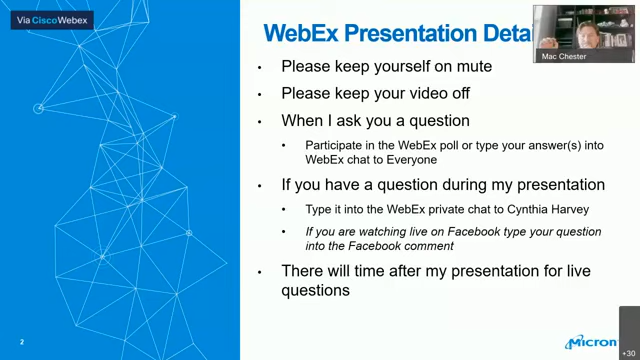 Via CiscoWebex
WebEx Presentation Deta
Mac Chester
• Please keep yourself on mute
• Please keep your video off
• When I ask you a question
• Participate in the WebEx poll or type your answer(s) into
WebEx chat to Everyone
• If you have a question during my presentation
• Type it into the WebEx private chat to Cynthia Harvey
• If you are watching live on Facebook type your question
into the Facebook comment
• There will time after my presentation for live
questions
2
Micron
+30